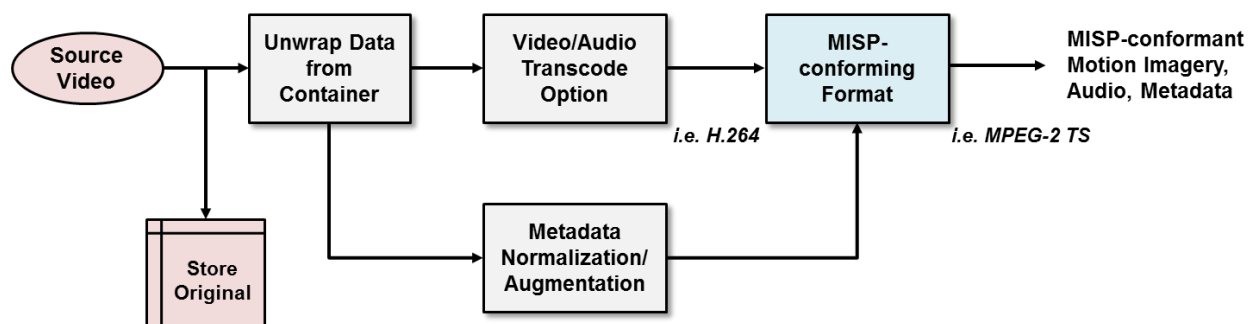 Source
Video
Unwrap Data
from
Container
Video/Audio
Transcode
Option
MISP-
conforming
Format
MISP-conformant
Motion Imagery,
Audio, Metadata
i.e. H.264
i.e. MPEG-2 TS
Store
Original
Metadata
Normalization/
Augmentation